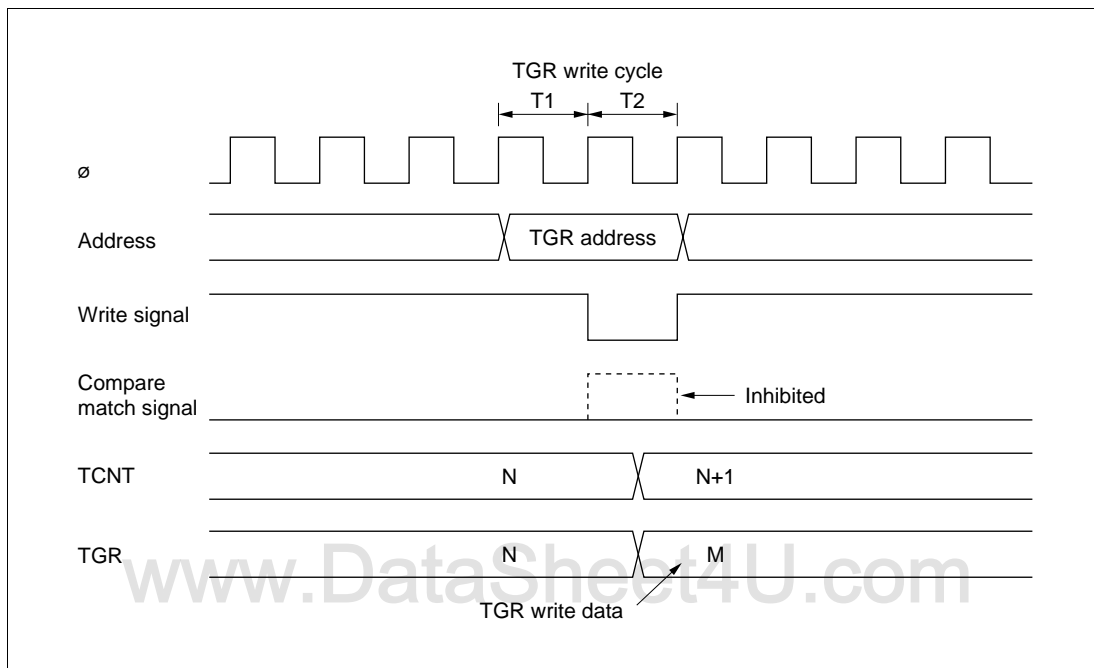 TGR write cycle
T1 T2
ø
Address TGR address
Write signal
Compare
match signal
Inhibited
TCNT N N+1
TGR N M
www.DataSheet4U.com
TGR write data